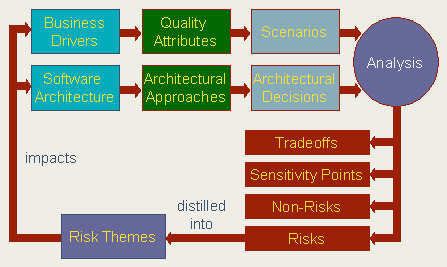 Business
Drivers
Quality
Attributes
Scenarios
Analysis
Software
Architecture
Architectural
Approaches
Architectural
Decisions
Tradeoffs
Sensitivity Points
Non-Risks
Risks
distilled
into
Risk Themes
impacts